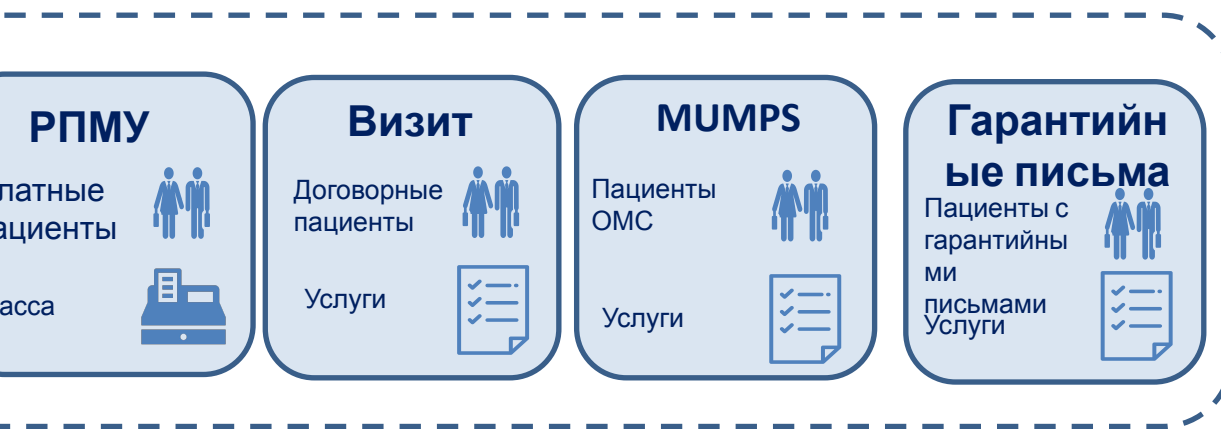 РПМУ
латные
ациенты
асса
Визит
Договорные
пациенты
Услуги
MUMPS
Пациенты
ОМС
Услуги
Гарантийн
ые письма
Пациенты с
гарантийны
ми
письмами
Услуги